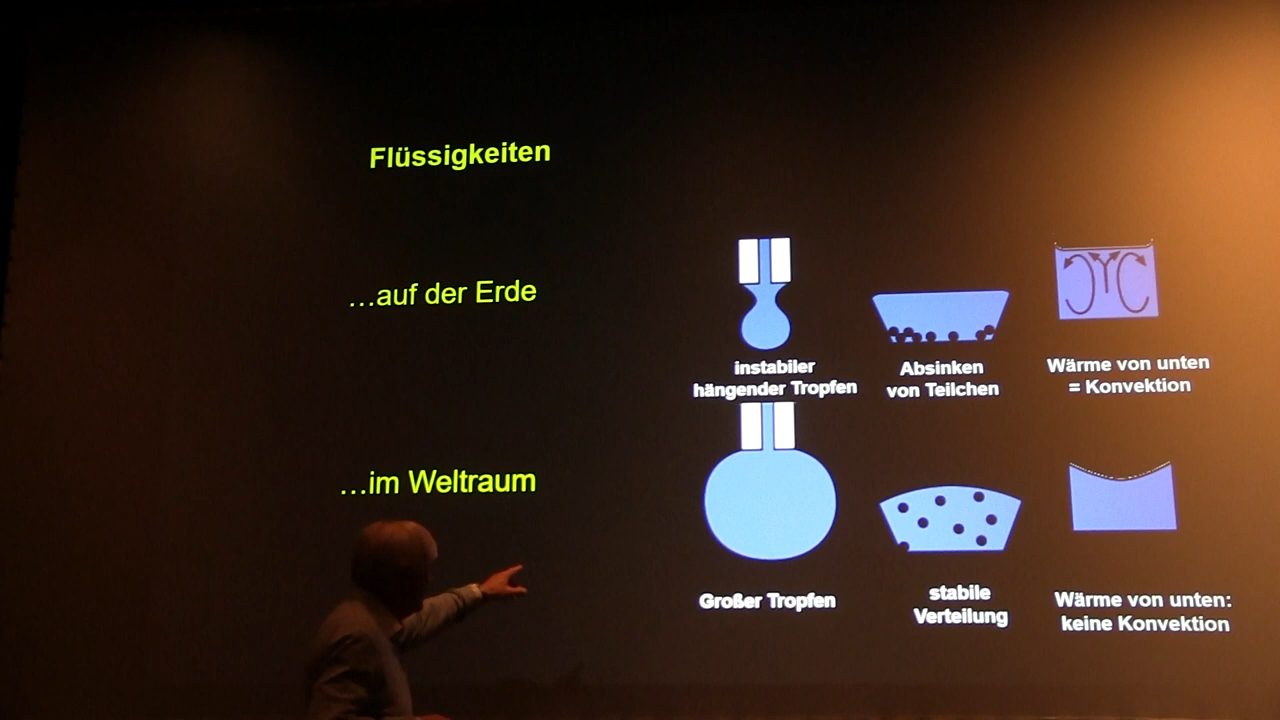 Flüssigkeiten
...auf der Erde
instabiler
hängender Tropfen
Absinken
von Teilchen
Wärme von unten
= Konvektion
...im Weltraum
Großer Tropfen
stabile
Verteilung
Wärme von unten:
keine Konvektion